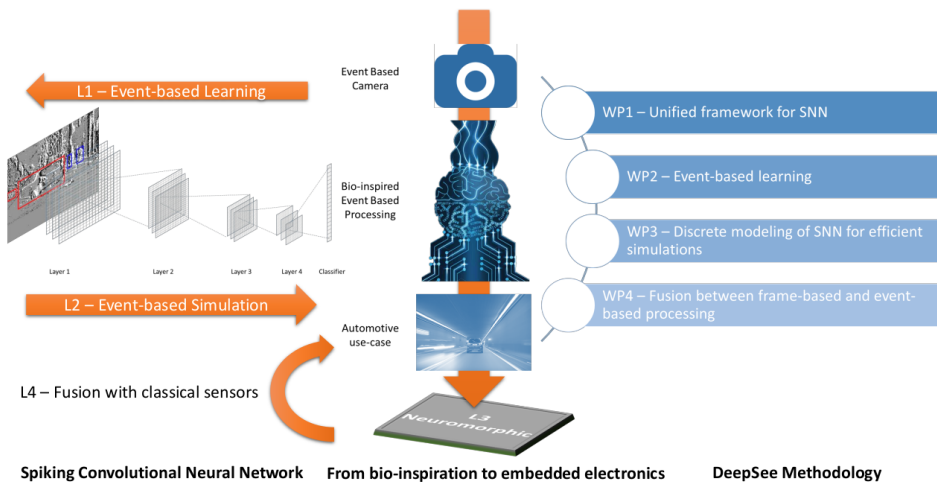 L1 – Event-based Learning
Layer 1
Layer 2
Layer 3
Layer 4
Classifier
L2 – Event-based Simulation
L4 – Fusion with classical sensors
Spiking Convolutional Neural Network
Event Based
Camera
Bio-inspired
Event Based
Processing
Automotive
use-case
L3
Neuromorphic
From bio-inspiration to embedded electronics
WP1 – Unified framework for SNN
WP2 – Event-based learning
WP3 – Discrete modeling of SNN for efficient
simulations
WP4 – Fusion between frame-based and event-
based processing
DeepSee Methodology